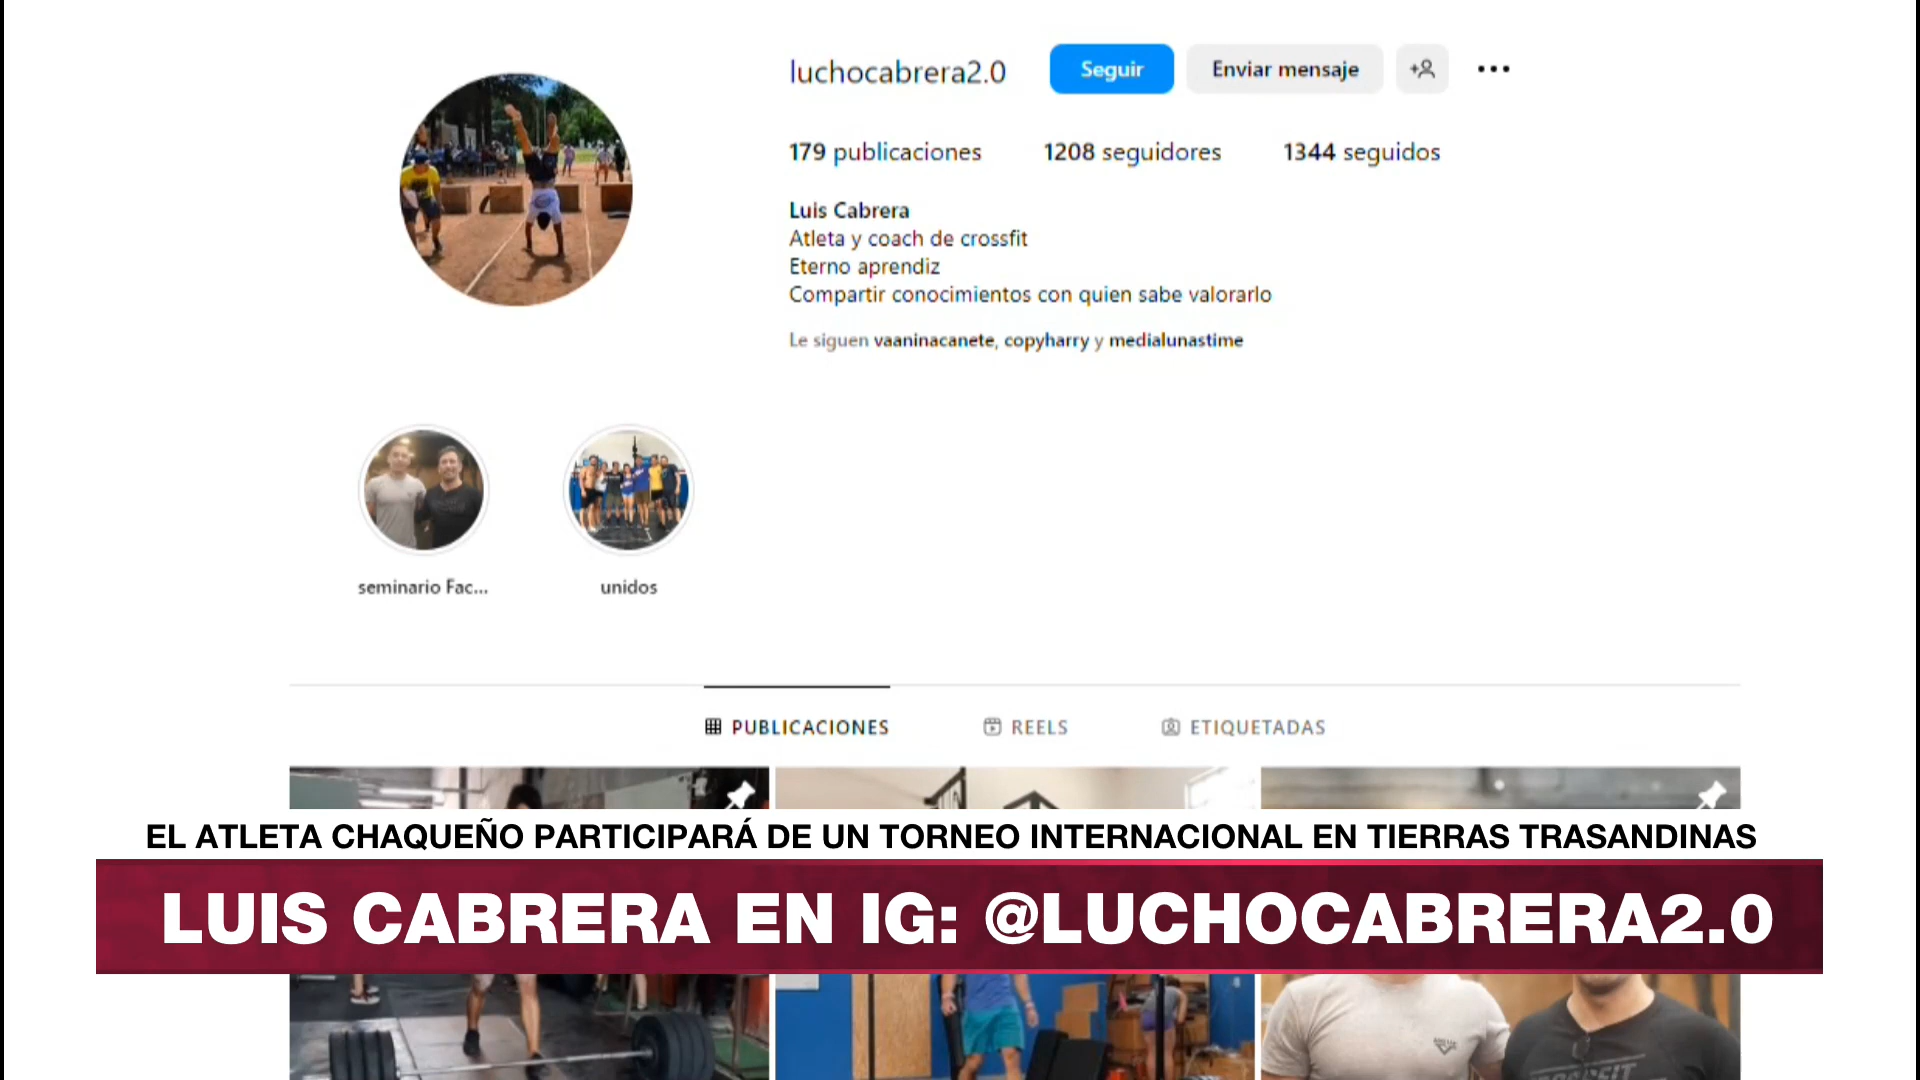 luchocabrera2.0
Seguir
Enviar mensaje
179 publicaciones
1208 seguidores
1344 seguidos
Luis Cabrera
Atleta y coach de crossfit
Eterno aprendiz
Compartir conocimientos con quien sabe valorarlo
Le siguen vaaninacanete, copyharry y medialunastime
seminario Fac...
unidos
PUBLICACIONES
REELS
ETIQUETADAS
EL ATLETA CHAQUEÑO PARTICIPARÁ DE UN TORNEO INTERNACIONAL EN TIERRAS TRASANDINAS
LUIS CABRERA EN IG: @LUCHOCABRERA2.0